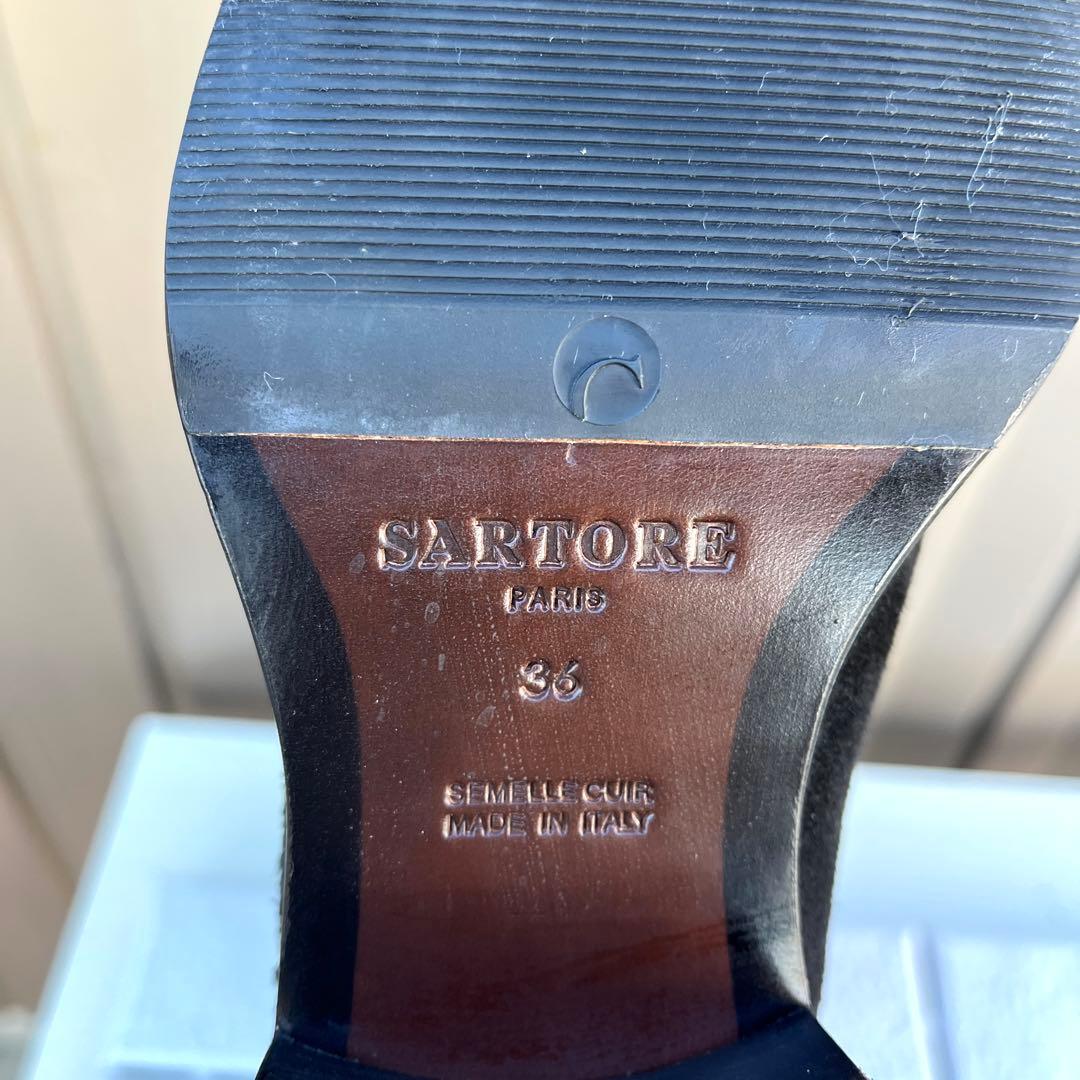 SARTORE
PARIS
36
SEMELLE CUIR
MADE IN ITALY